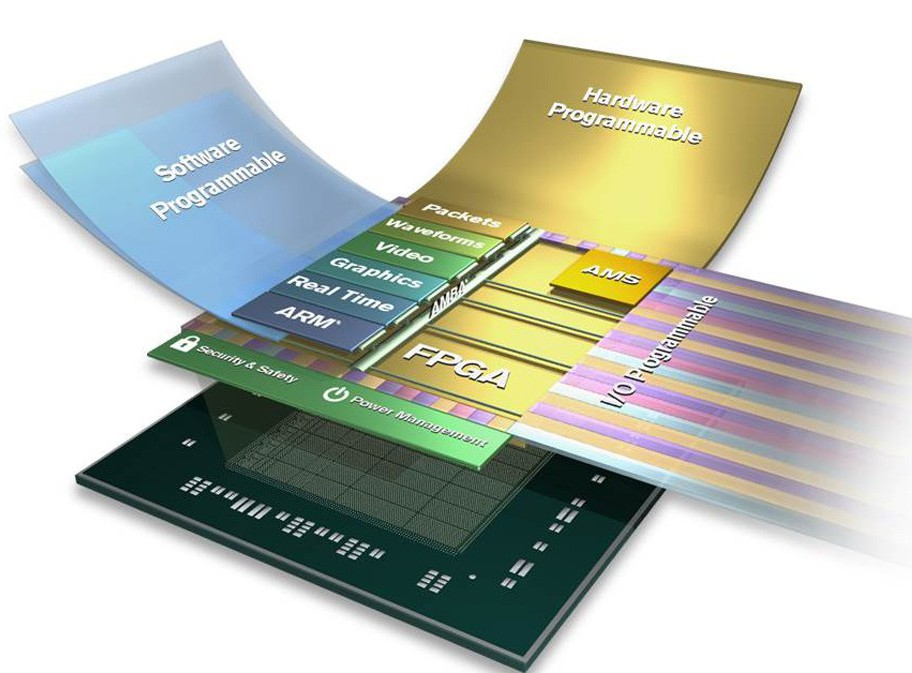 Hardware
Programmable
Software
Programmable
Packets
Waveforms
Video
Graphics
Real Time
ARM®
AMBA®
AMS
FPGA
I/O Programmable
Security & Safety
Power Management